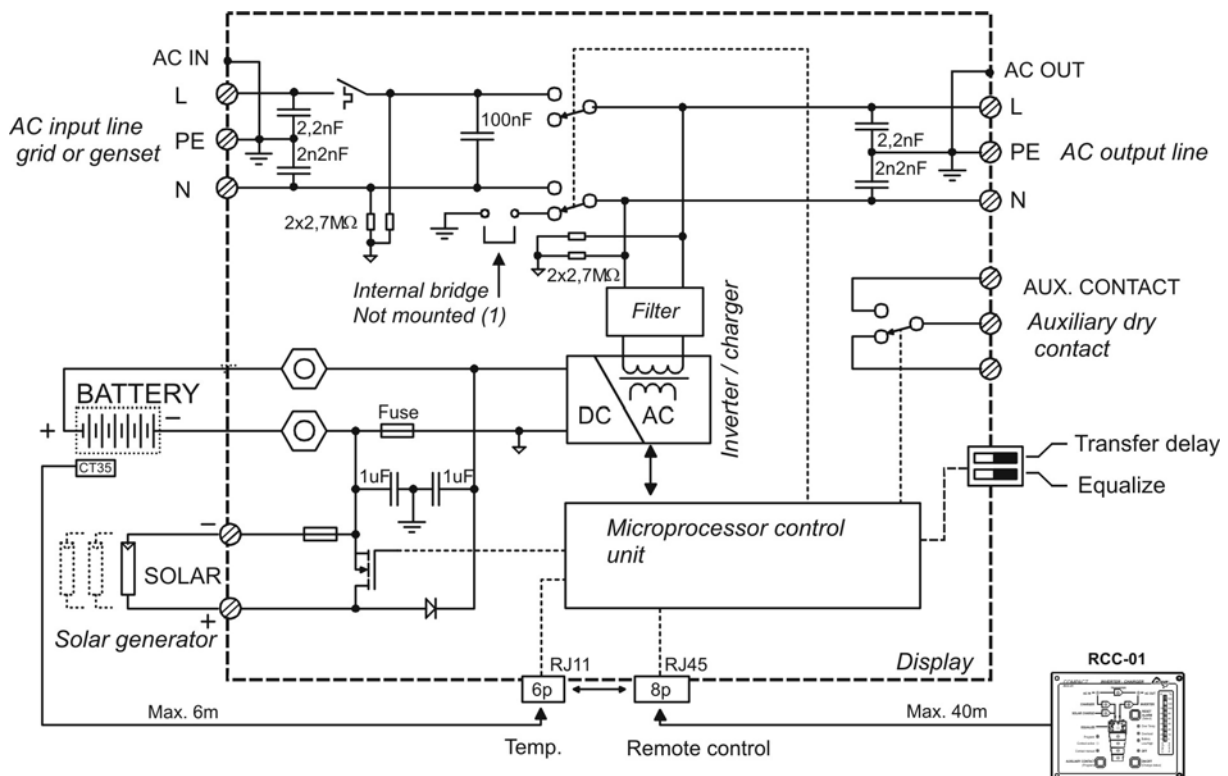 AC IN
AC OUT
L
L
AC input line
grid or genset
2,2nF
100nF
2,2nF
PE
PE
AC output line
2n2nF
2n2nF
N
N
2x2,7MΩ
2x2,7MΩ
Internal bridge
Not mounted (1)
Filter
Inverter / charger
AUX. CONTACT
Auxiliary dry
contact
BATTERY
+
−
Fuse
DC
AC
CT35
1uF
1uF
Transfer delay
Equalize
Microprocessor control
unit
−
SOLAR
+
Solar generator
RJ11
RJ45
Display
6p
8p
RCC-01
Max. 6m
Max. 40m
Temp.
Remote control